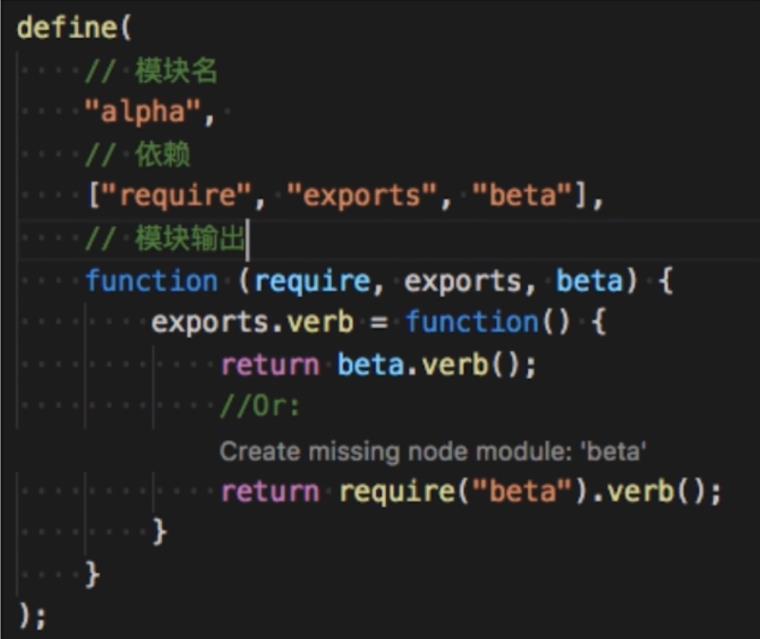 define(
    // 模块名
    "alpha",
    // 依赖
    ["require", "exports", "beta"],
    // 模块输出
    function (require, exports, beta) {
        exports.verb = function() {
            return beta.verb();
            //Or:
            Create missing node module: 'beta'
            return require("beta").verb();
        }
    }
);